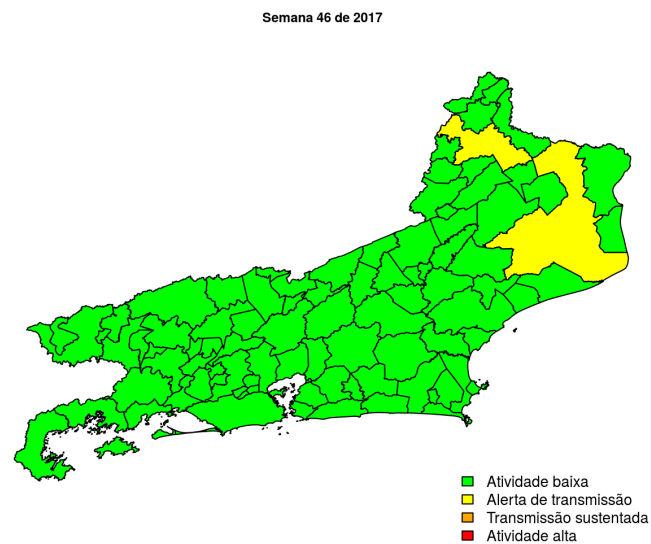 Semana 46 de 2017
Atividade baixa
Alerta de transmissão
Transmissão sustentada
Atividade alta